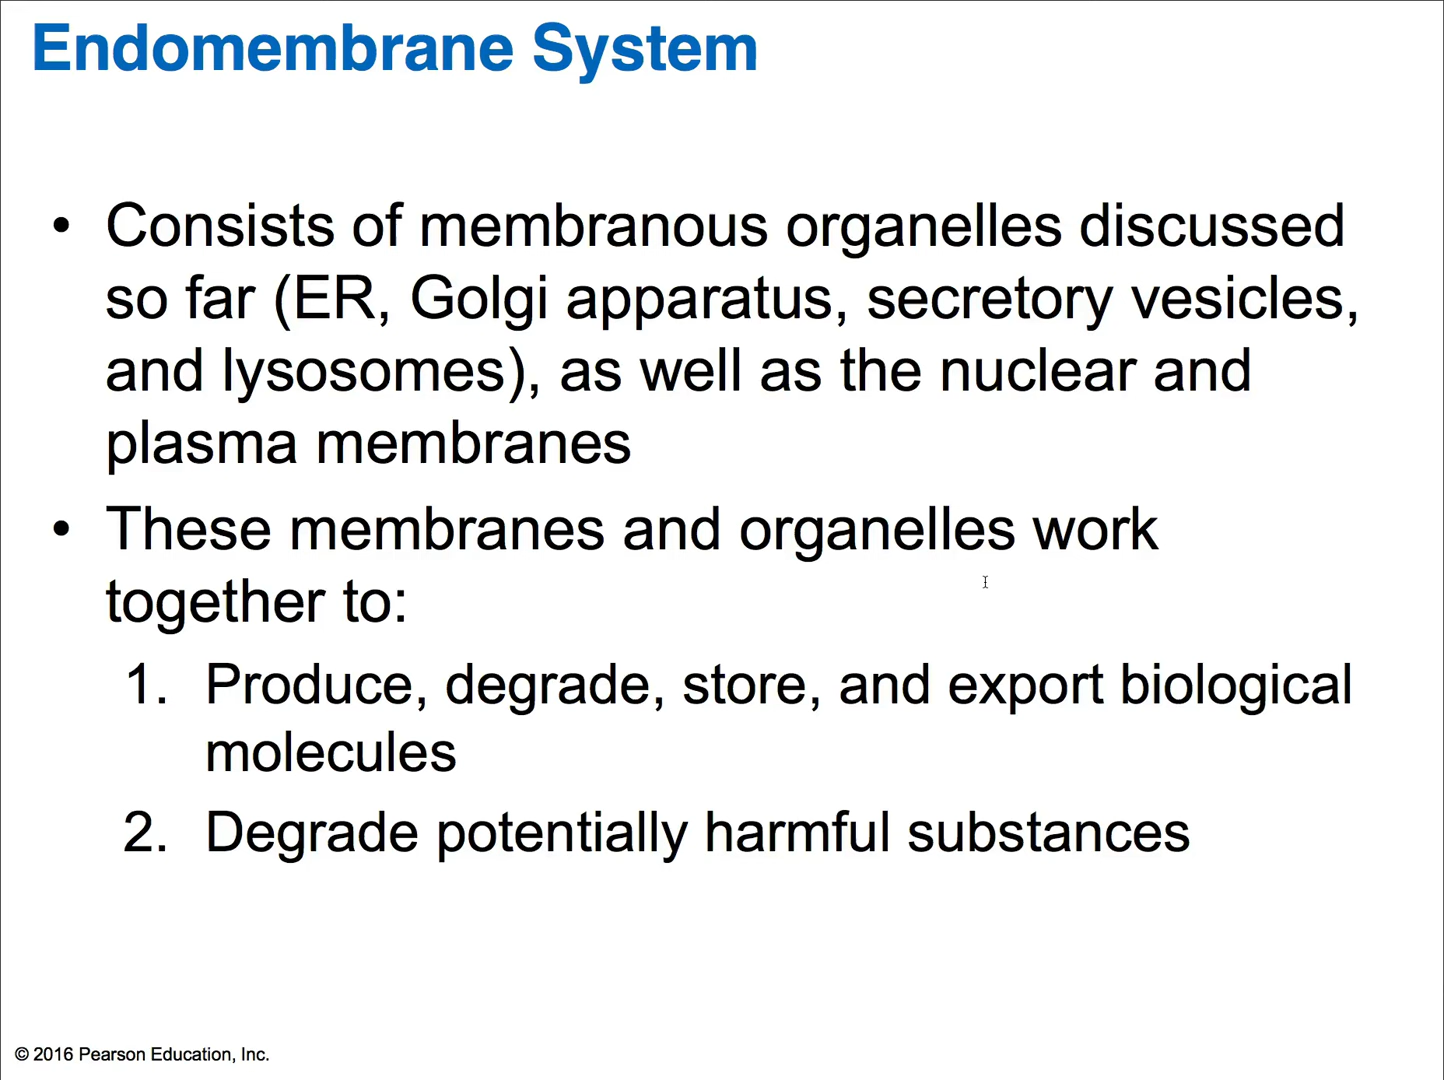 Endomembrane System
• Consists of membranous organelles discussed
so far (ER, Golgi apparatus, secretory vesicles,
and lysosomes), as well as the nuclear and
plasma membranes
• These membranes and organelles work
together to:
1. Produce, degrade, store, and export biological
molecules
2. Degrade potentially harmful substances
© 2016 Pearson Education, Inc.